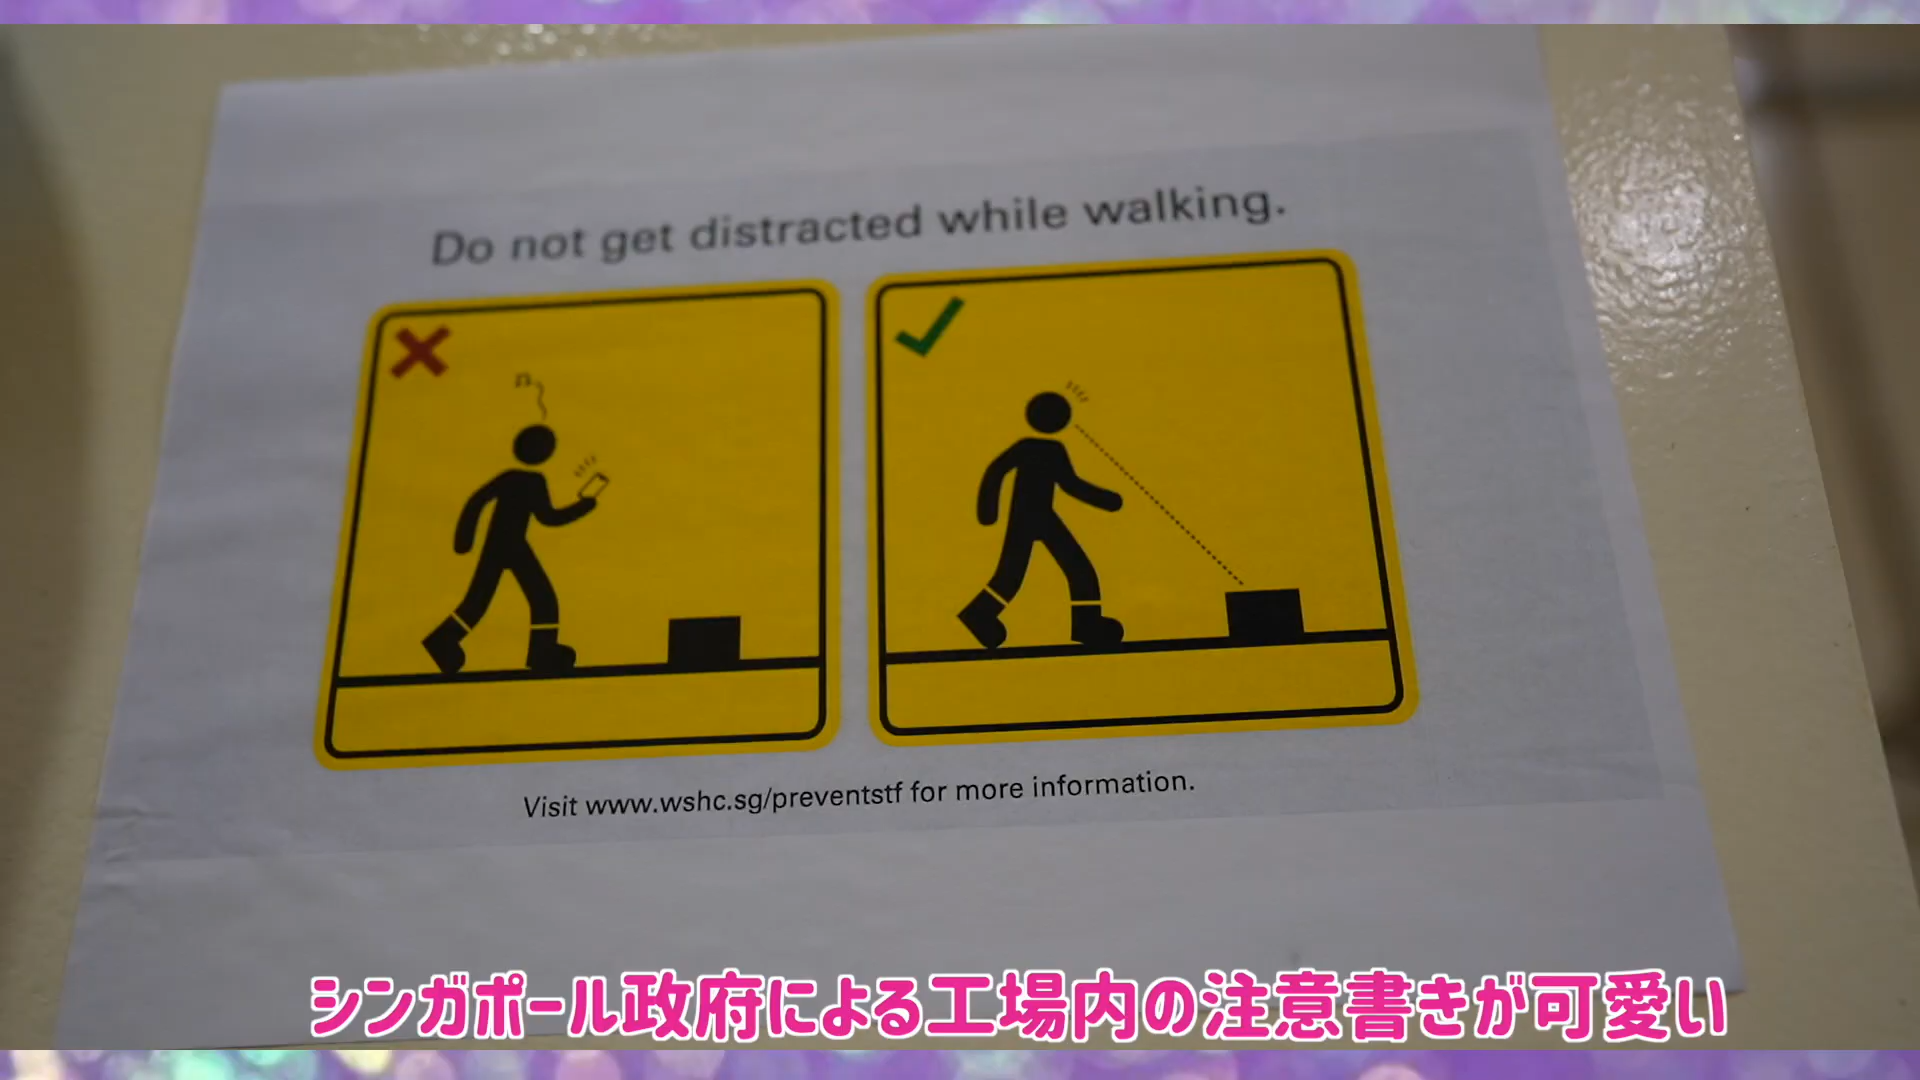 Do not get distracted while walking.
Visit www.wshc.sg/preventstf for more information.
シンガポール政府による工場内の注意書きが可愛い